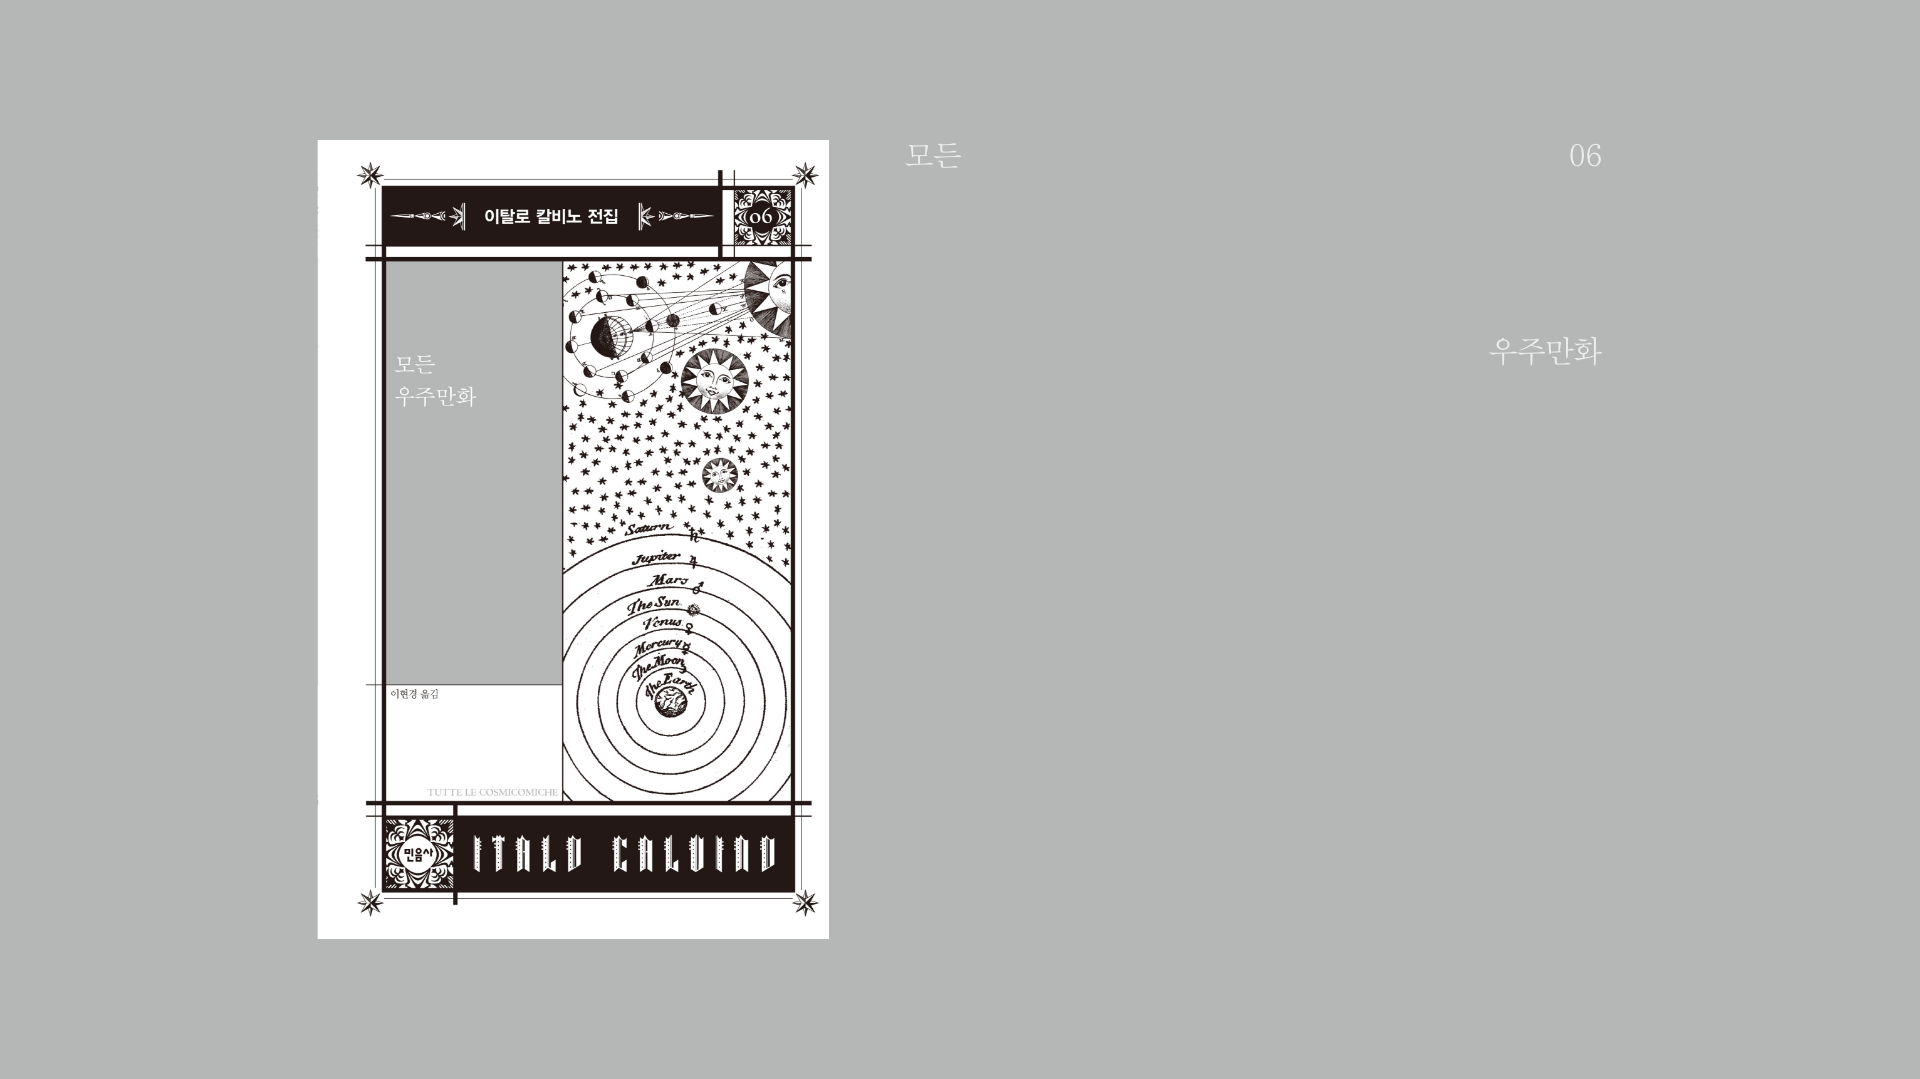 이탈로 칼비노 전집
06
모든
우주만화
Saturn
♄
Jupiter
♃
Mars
♂
The Sun
Venus
♀
Mercury
☿
The Moon
The Earth
이현경 옮김
TUTTE LE COSMICOMICHE
민음사
ITALO CALVINO
모든
06
우주만화